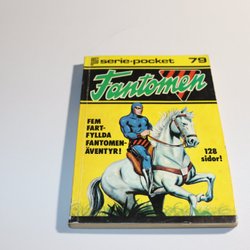 serie-pocket 79
Fantomen
FEM
FART-
FYLLDA
FANTOMEN-
ÄVENTYR!
128
sidor!